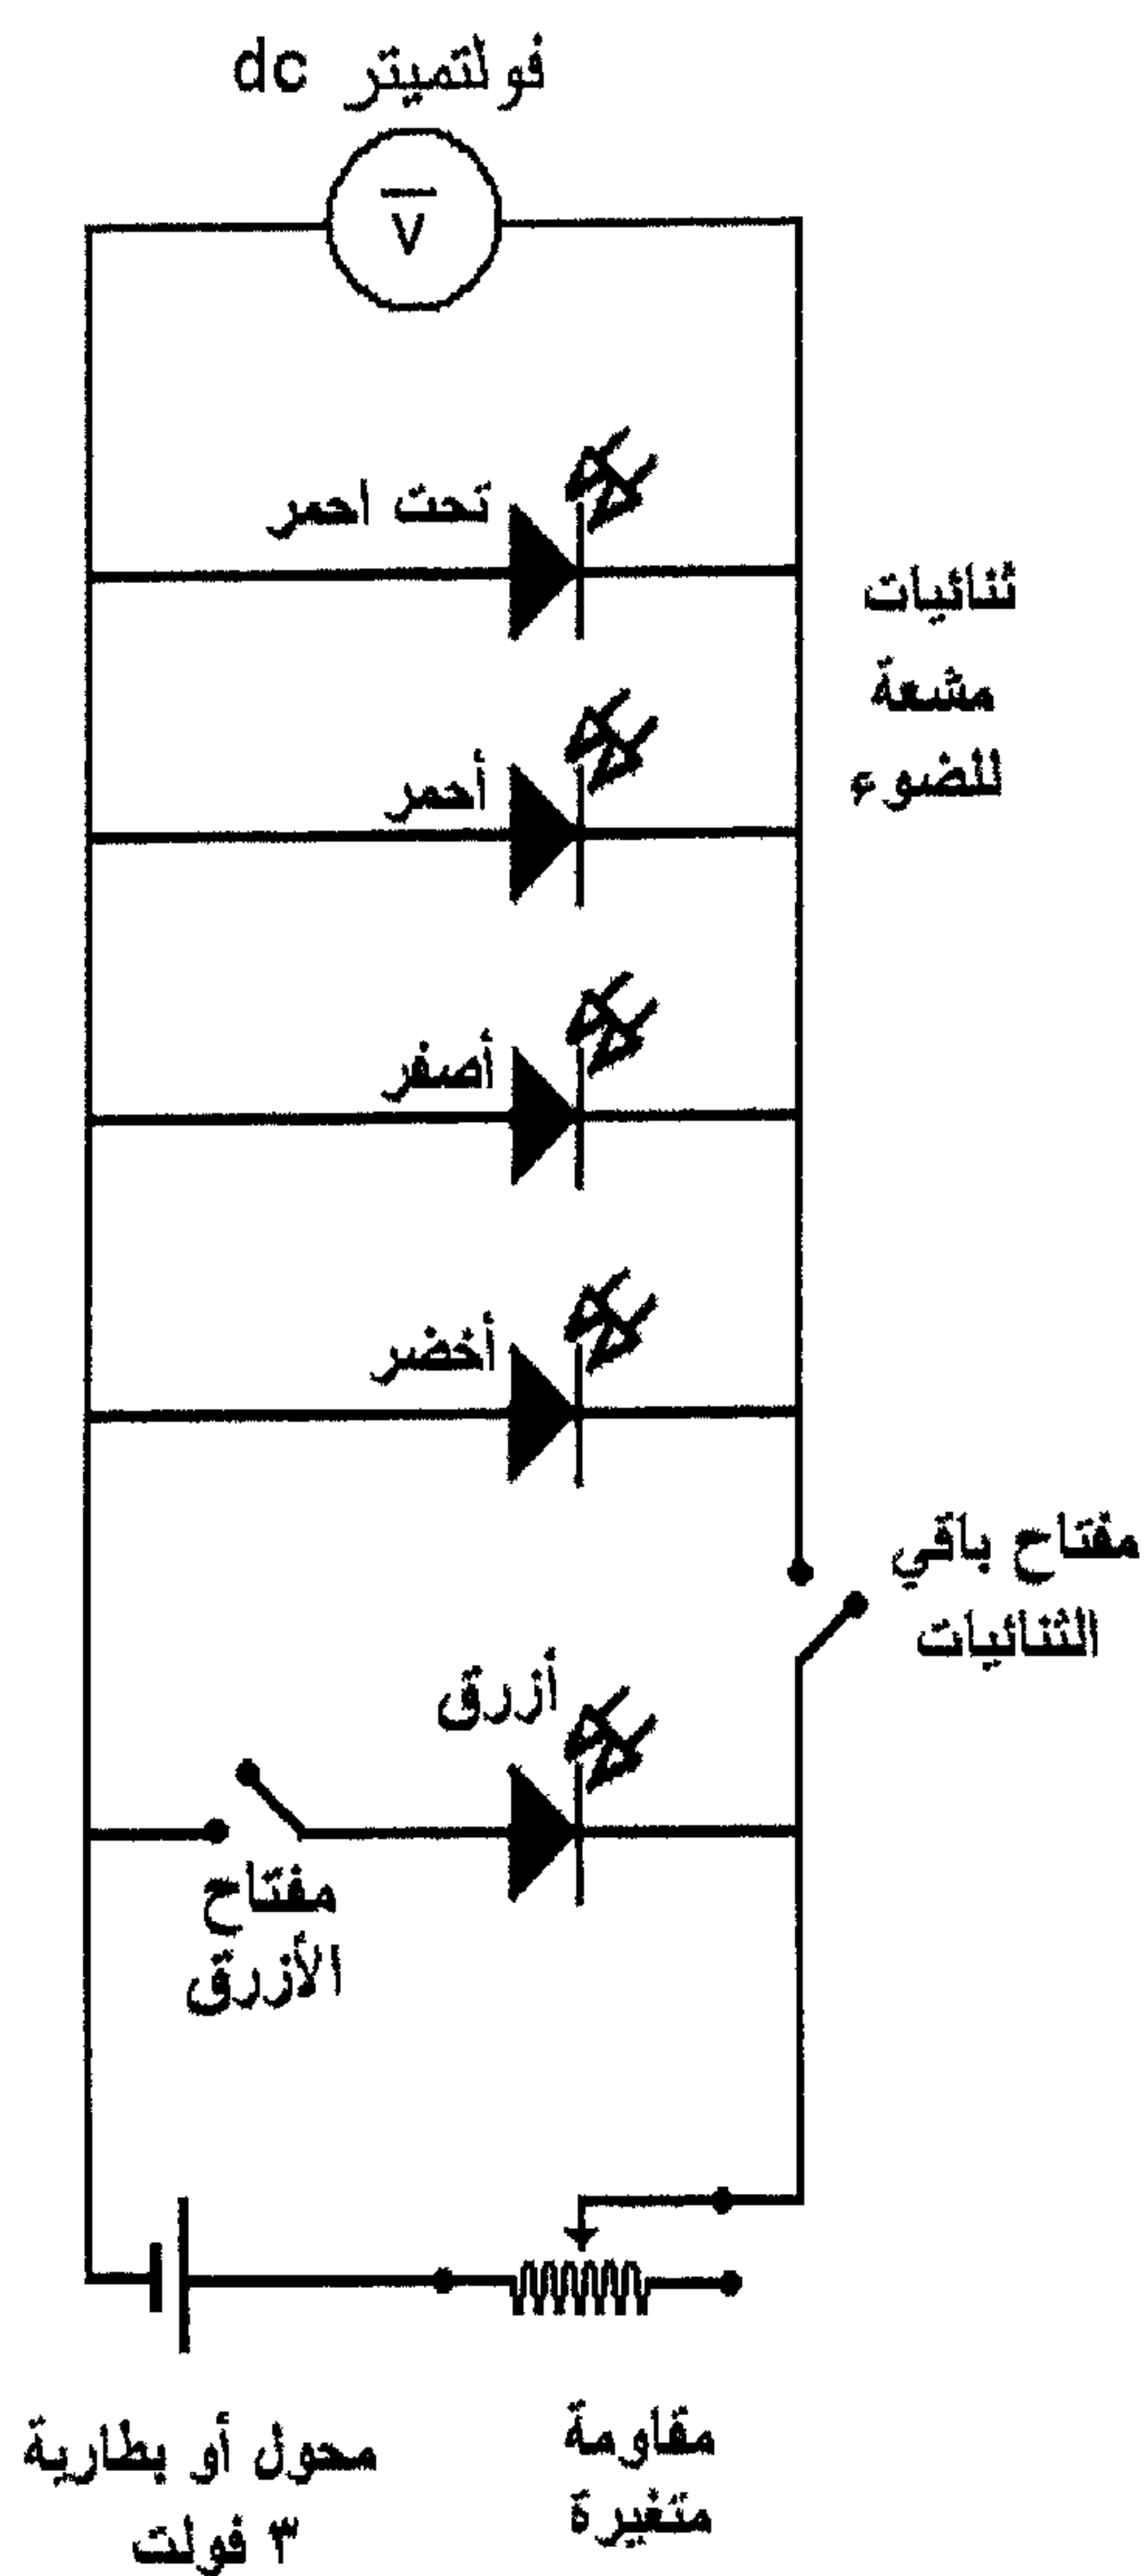 فولتميتر dc
V
تحت احمر
ثنائيات
مشعة
للضوء
أحمر
أصفر
أخضر
مفتاح باقي
الثنائيات
أزرق
مفتاح
الأزرق
مقاومة
متغيرة
محول أو بطارية
٣ فولت